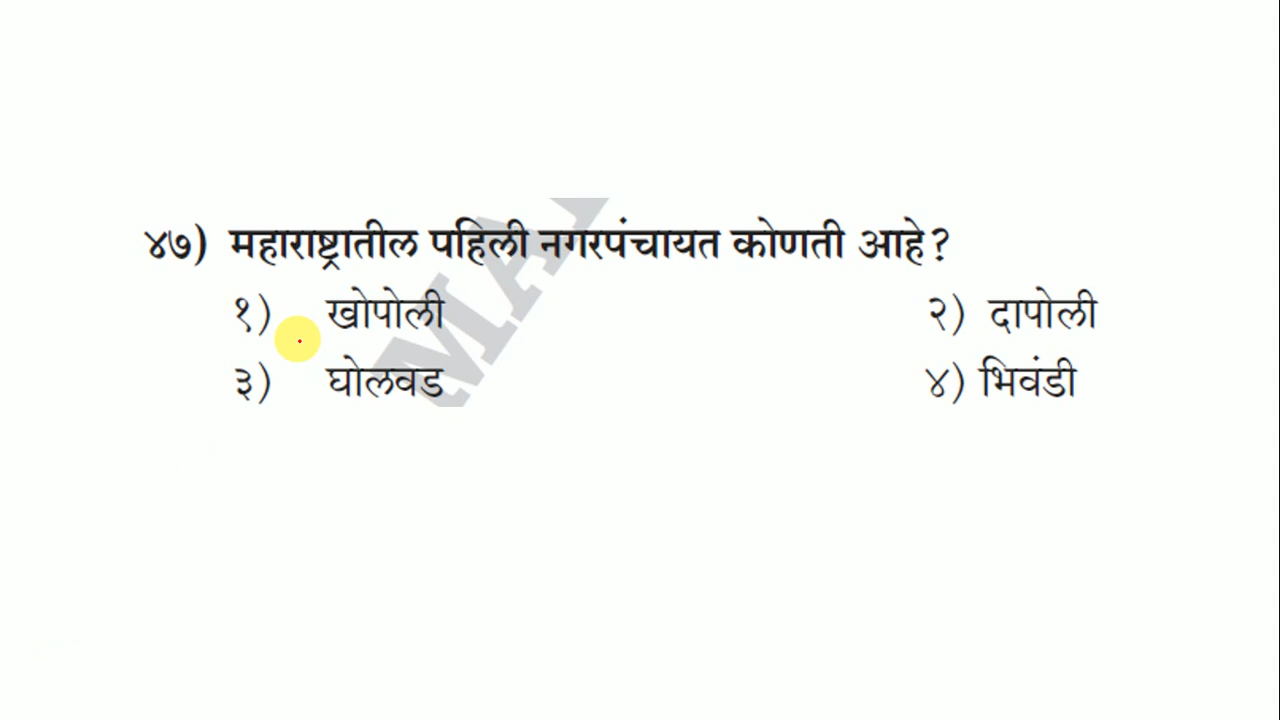 ४७) महाराष्ट्रातील पहिली नगरपंचायत कोणती आहे?
१) खोपोली २) दापोली
३) घोलवड ४) भिवंडी